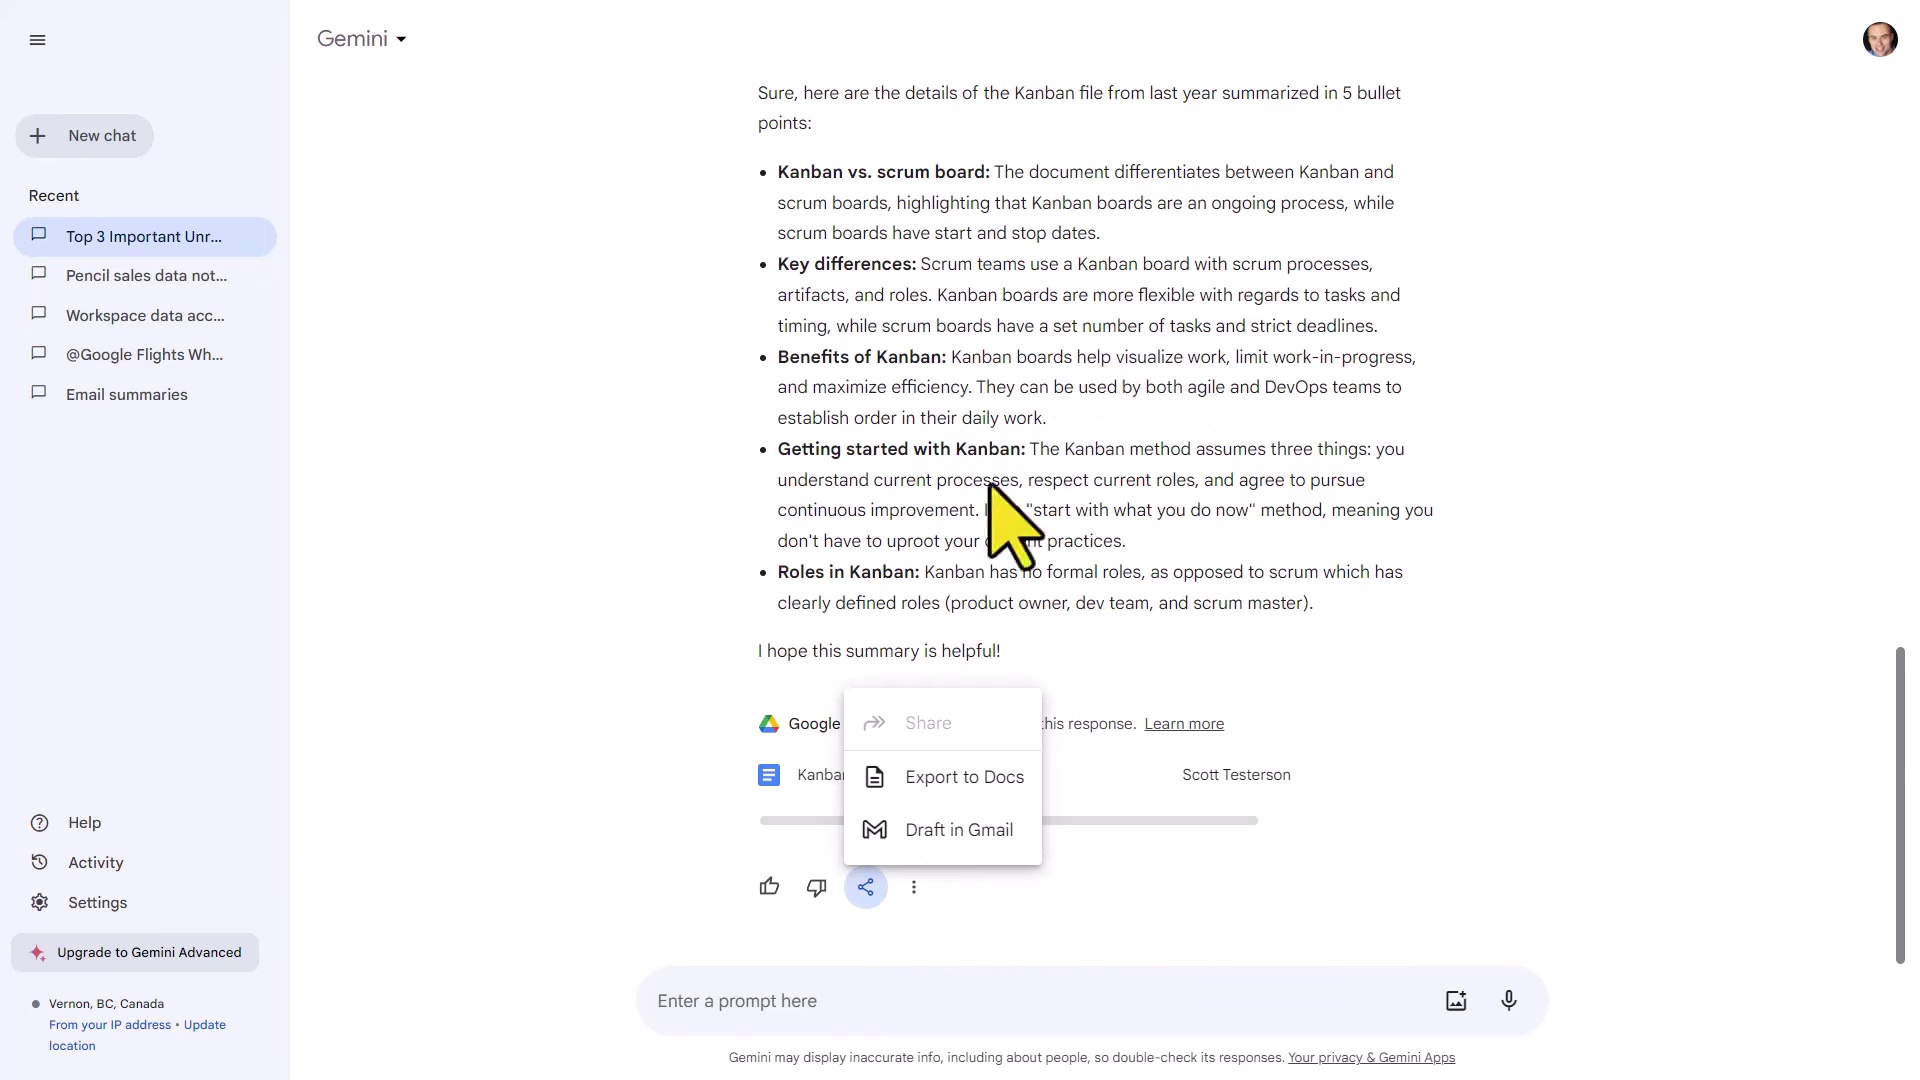 Gemini
New chat
Recent
Top 3 Important Unr...
Pencil sales data not...
Workspace data acc...
@Google Flights Wh...
Email summaries
Help
Activity
Settings
Upgrade to Gemini Advanced
Vernon, BC, Canada
From your IP address • Update
location
Sure, here are the details of the Kanban file from last year summarized in 5 bullet
points:
• Kanban vs. scrum board: The document differentiates between Kanban and
scrum boards, highlighting that Kanban boards are an ongoing process, while
scrum boards have start and stop dates.
• Key differences: Scrum teams use a Kanban board with scrum processes,
artifacts, and roles. Kanban boards are more flexible with regards to tasks and
timing, while scrum boards have a set number of tasks and strict deadlines.
• Benefits of Kanban: Kanban boards help visualize work, limit work-in-progress,
and maximize efficiency. They can be used by both agile and DevOps teams to
establish order in their daily work.
• Getting started with Kanban: The Kanban method assumes three things: you
understand current processes, respect current roles, and agree to pursue
continuous improvement. "start with what you do now" method, meaning you
don't have to uproot your practices.
• Roles in Kanban: Kanban has no formal roles, as opposed to scrum which has
clearly defined roles (product owner, dev team, and scrum master).
I hope this summary is helpful!
Google this response. Learn more
Share
Kanban Scott Testerson
Export to Docs
Draft in Gmail
Enter a prompt here
Gemini may display inaccurate info, including about people, so double-check its responses. Your privacy & Gemini Apps